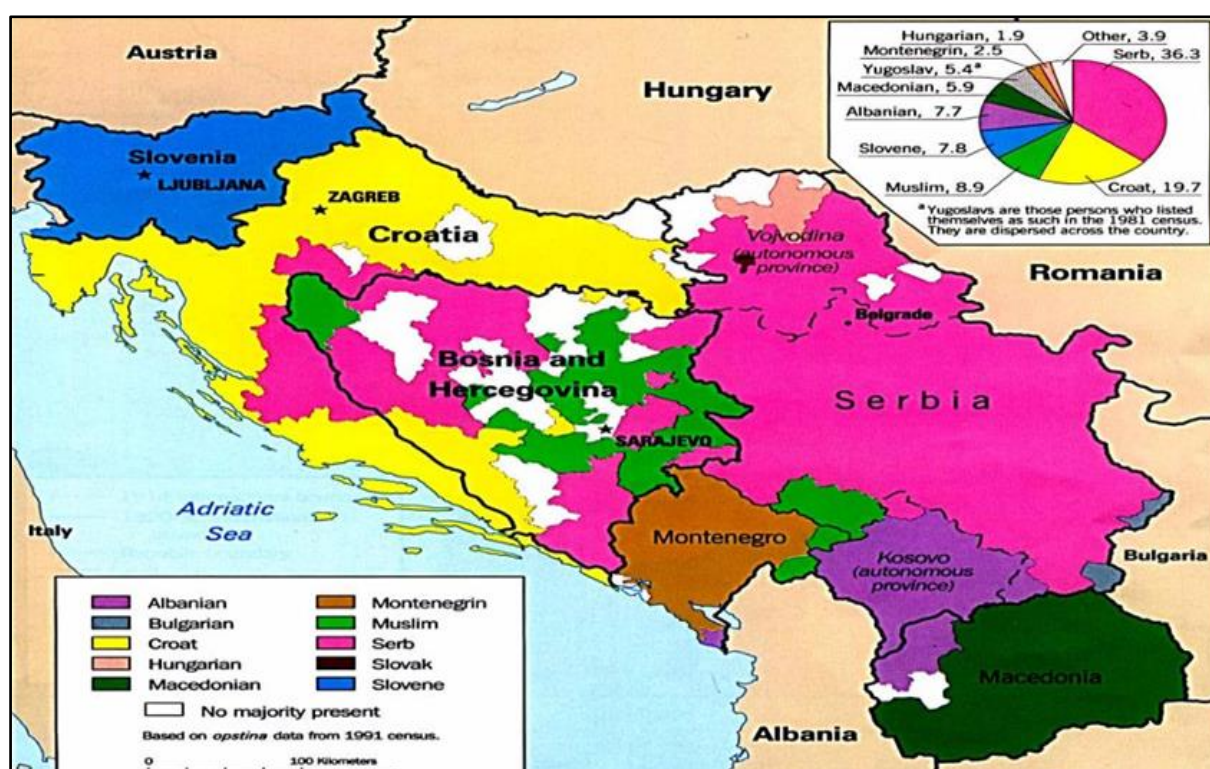 Austria
Hungary
Slovenia
LJUBLJANA
ZAGREB
Croatia
Vojvodina
(autonomous
province)
Romania
Belgrade
Bosnia and
Hercegovina
SARAJEVO
Serbia
Adriatic
Sea
Italy
Montenegro
Kosovo
(autonomous
province)
Bulgaria
Macedonia
Albania
Hungarian, 1.9
Other, 3.9
Montenegrin, 2.5
Serb, 36.3
Yugoslav, 5.4a
Macedonian, 5.9
Albanian, 7.7
Slovene, 7.8
Muslim, 8.9
Croat, 19.7
a Yugoslavs are those persons who listed
themselves as such in the 1981 census.
They are dispersed across the country.
Albanian
Bulgarian
Croat
Hungarian
Macedonian
Montenegrin
Muslim
Serb
Slovak
Slovene
No majority present
Based on opstina data from 1991 census.
0 100 Kilometers